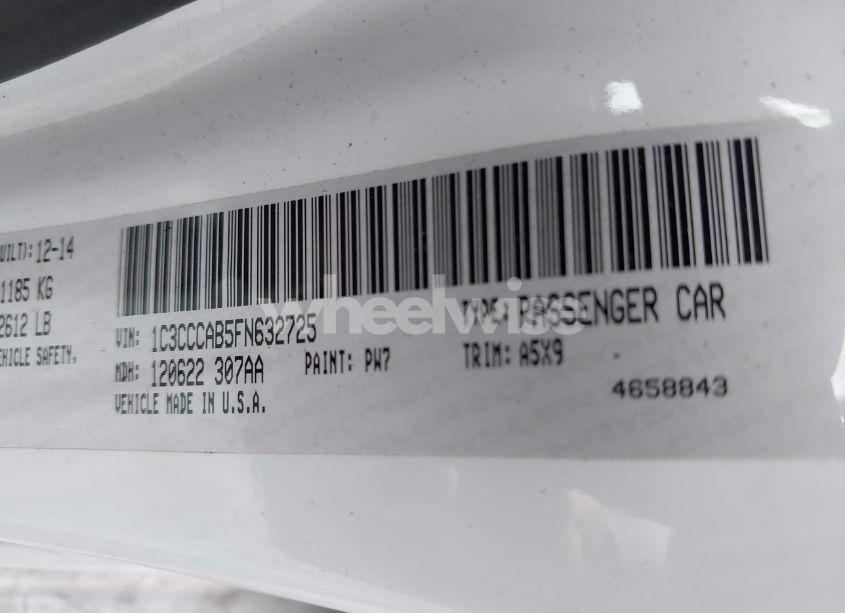 UILT): 12-14
1185 KG
2612 LB
EHICLE SAFETY.
VIN: 1C3CCCAB5FN632725
TYPE: PASSENGER CAR
MDH: 120622 307AA
PAINT: PW7
TRIM: A5X9
VEHICLE MADE IN U.S.A.
4658843
wheelwis